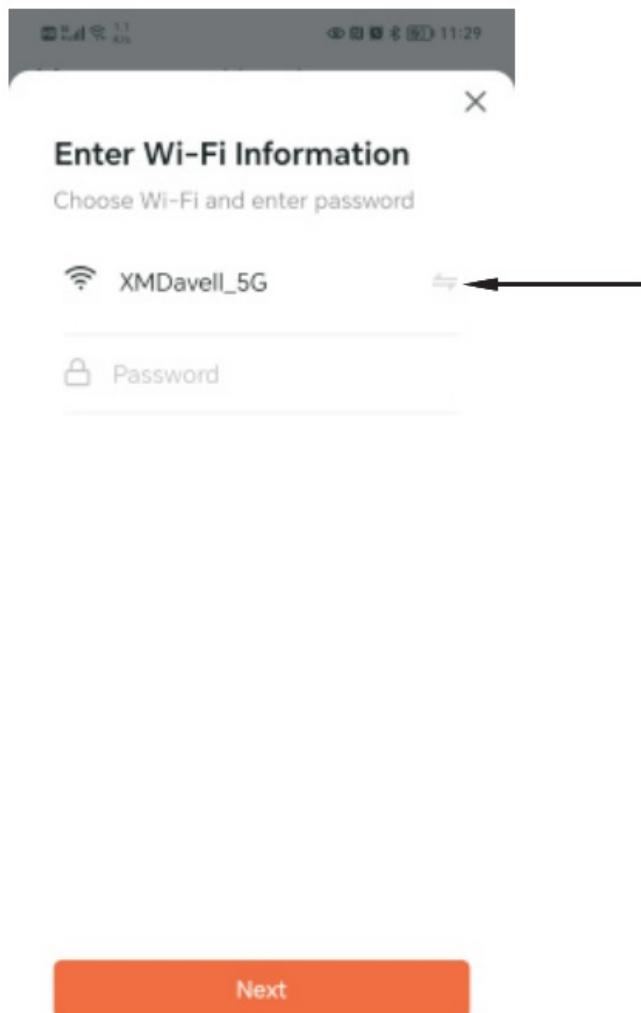 11:29
Enter Wi-Fi Information
Choose Wi-Fi and enter password
XMDavell_5G
Password
Next